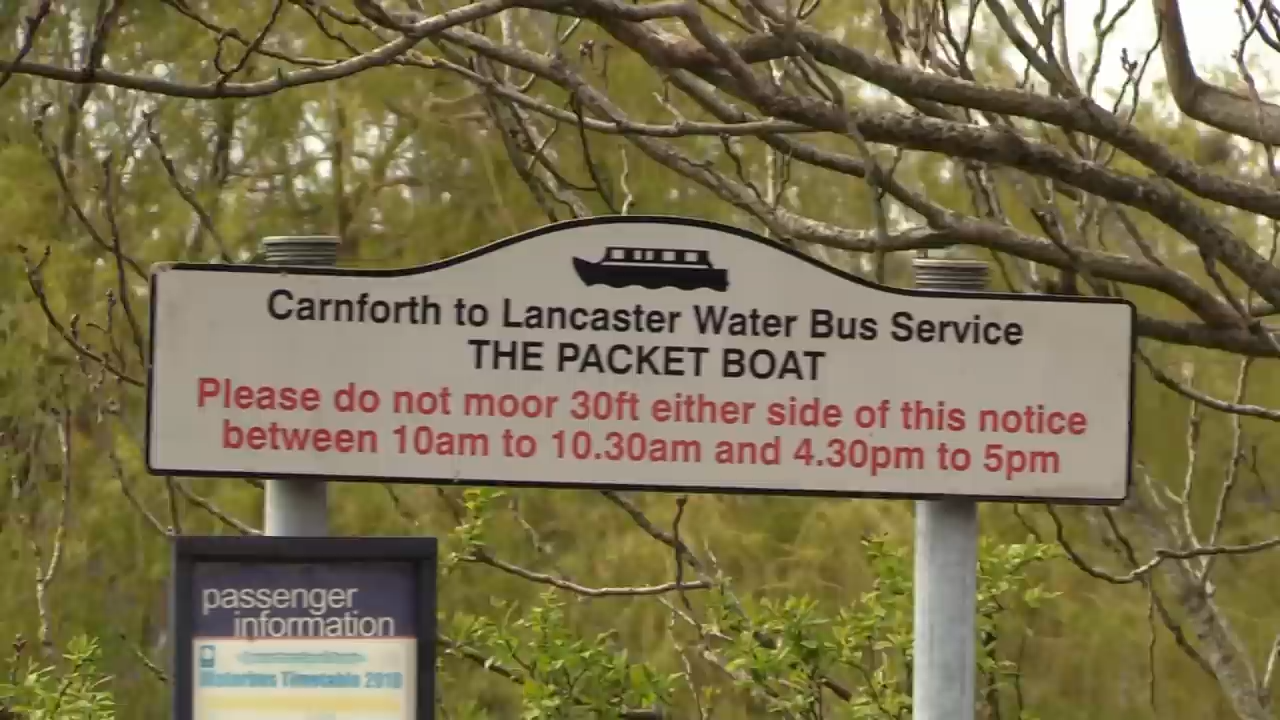 Carnforth to Lancaster Water Bus Service
THE PACKET BOAT
Please do not moor 30ft either side of this notice
between 10am to 10.30am and 4.30pm to 5pm
passenger
information
Waterbus Timetable 2010